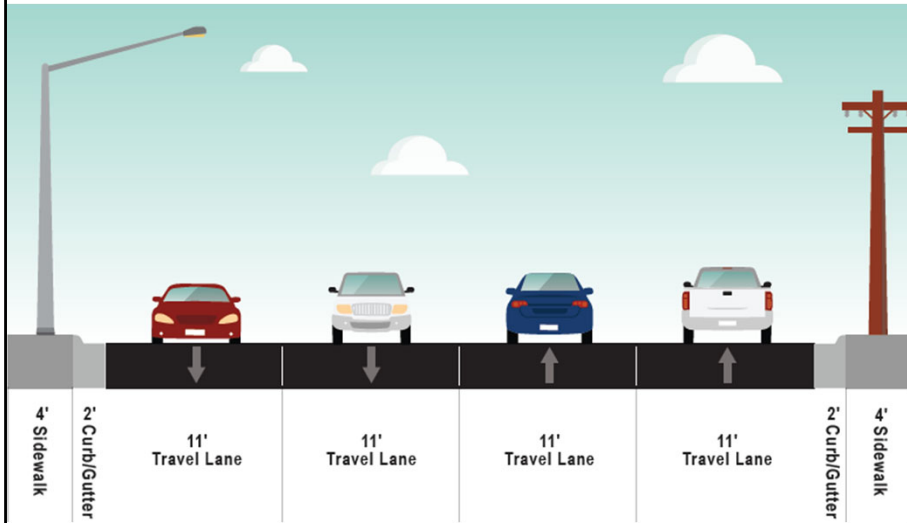 4' Sidewalk
2' Curb/Gutter
11'
Travel Lane
11'
Travel Lane
11'
Travel Lane
11'
Travel Lane
2' Curb/Gutter
4' Sidewalk